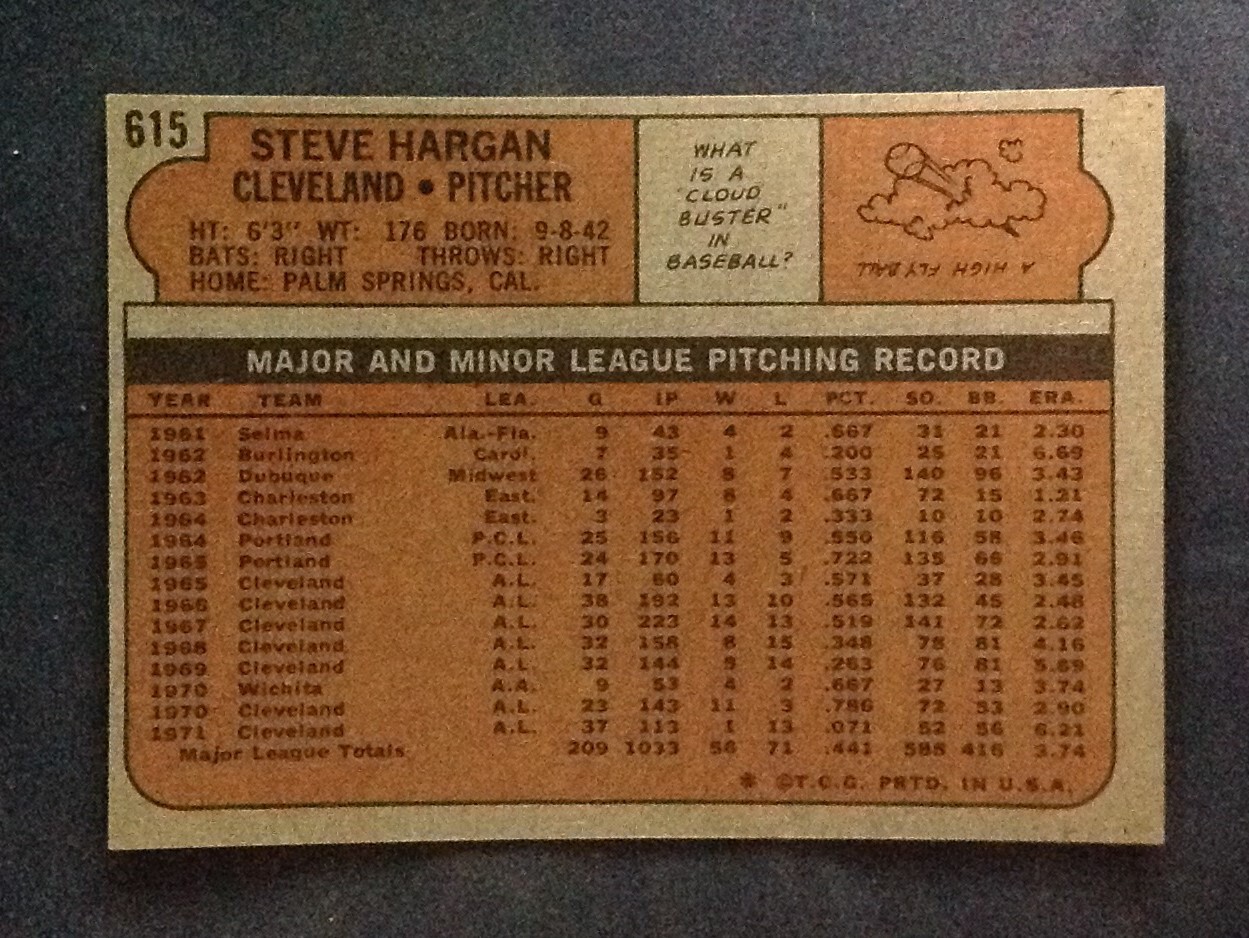 615
STEVE HARGAN
CLEVELAND • PITCHER
HT: 6'3" WT: 176 BORN: 9-8-42
BATS: RIGHT THROWS: RIGHT
HOME: PALM SPRINGS, CAL.
WHAT
IS A
"CLOUD
BUSTER"
IN
BASEBALL?
A HIGH FLY BALL
MAJOR AND MINOR LEAGUE PITCHING RECORD
YEAR TEAM LEA. G IP W L PCT. SO. BB. ERA.
1961 Selma Ala.-Fla. 9 43 4 2 .667 31 21 2.30
1962 Burlington Carol. 7 35 1 4 .200 25 21 6.69
1962 Dubuque Midwest 26 152 8 7 .533 140 96 3.43
1963 Charleston East. 14 97 8 4 .667 72 15 1.21
1964 Charleston East. 3 23 1 2 .333 10 10 2.74
1964 Portland P.C.L. 25 156 11 9 .550 116 58 3.46
1965 Portland P.C.L. 24 170 13 5 .722 135 66 2.91
1965 Cleveland A.L. 17 60 4 3 .571 37 28 3.45
1966 Cleveland A.L. 38 192 13 10 .565 132 45 2.48
1967 Cleveland A.L. 30 223 14 13 .519 141 72 2.62
1968 Cleveland A.L. 32 158 8 15 .348 78 81 4.16
1969 Cleveland A.L. 32 144 5 14 .263 76 81 5.69
1970 Wichita A.A. 9 53 4 2 .667 27 13 3.74
1970 Cleveland A.L. 23 143 11 3 .786 72 53 2.90
1971 Cleveland A.L. 37 113 1 13 .071 52 56 6.21
Major League Totals 209 1033 56 71 .441 588 416 3.74
* ©T.C.G. PRTD. IN U.S.A.